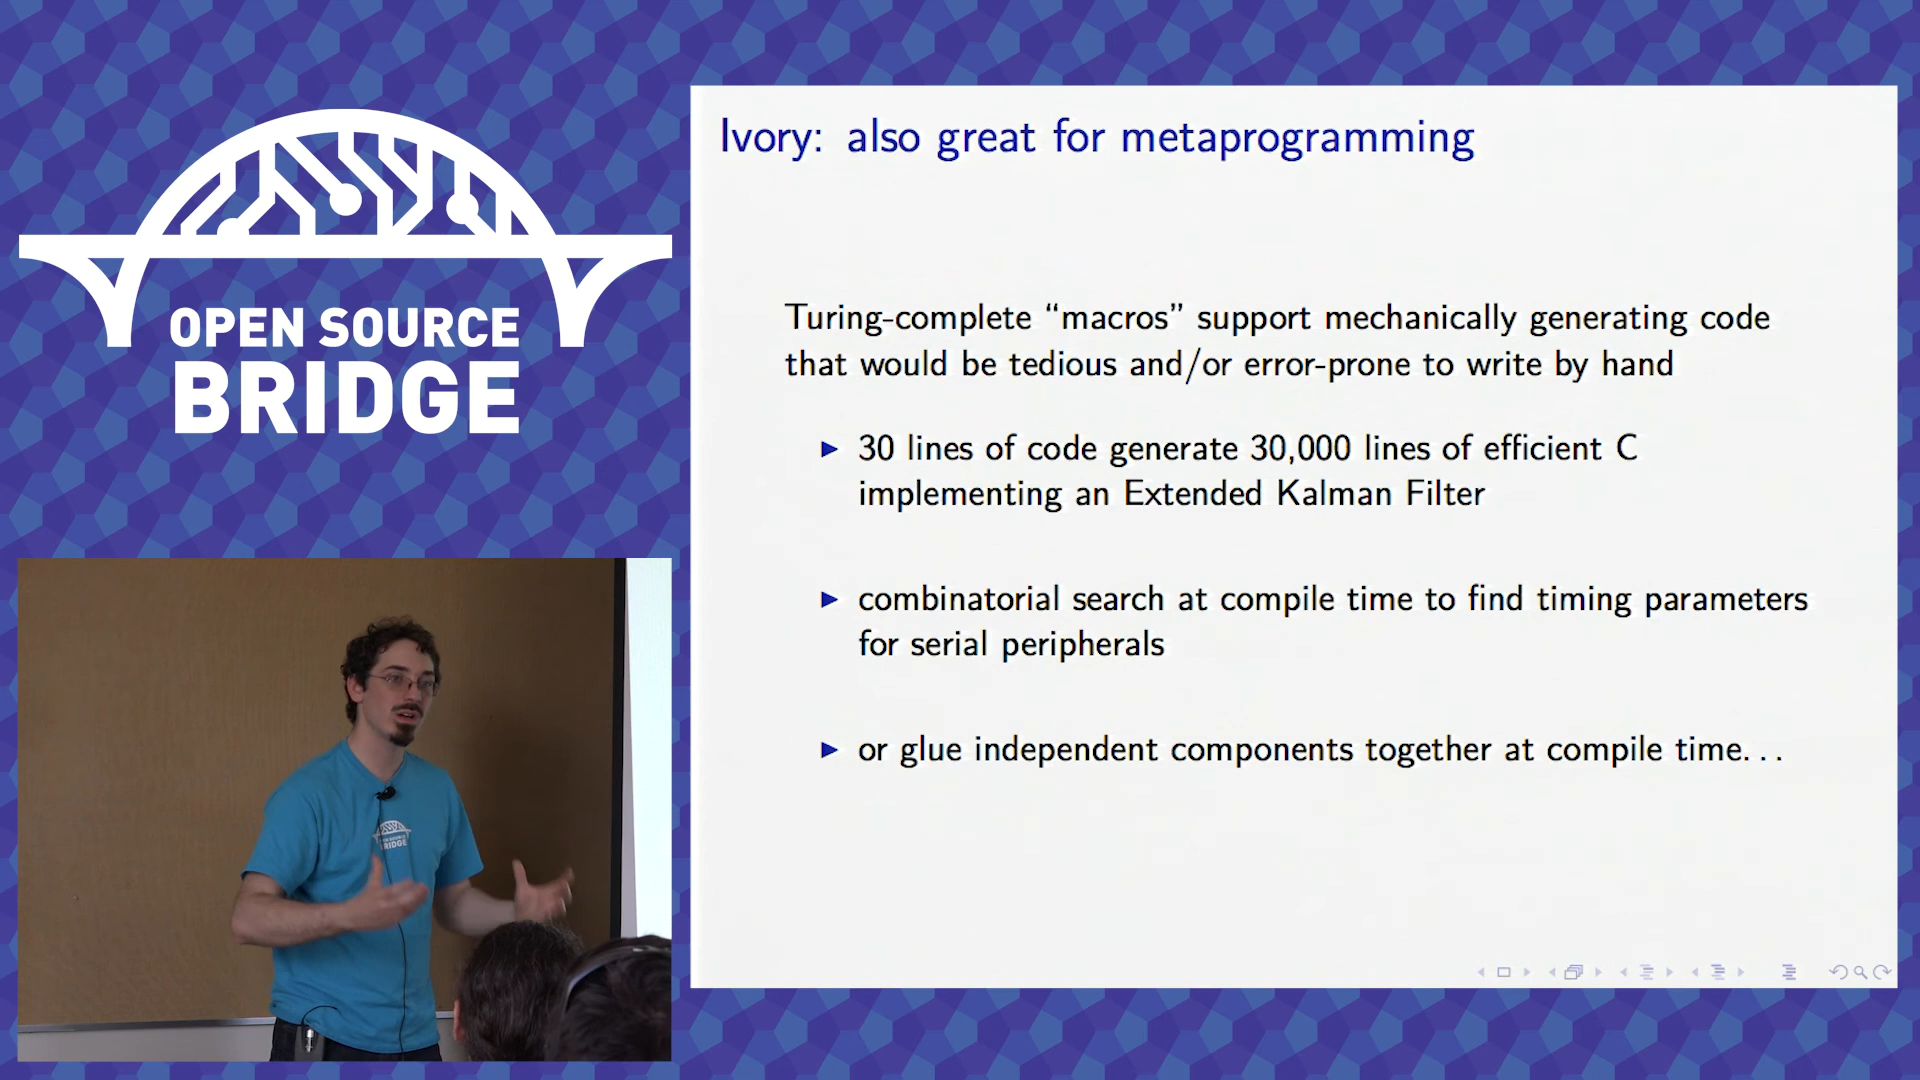 OPEN SOURCE
BRIDGE
Ivory: also great for metaprogramming
Turing-complete “macros” support mechanically generating code
that would be tedious and/or error-prone to write by hand
▶ 30 lines of code generate 30,000 lines of efficient C
implementing an Extended Kalman Filter
▶ combinatorial search at compile time to find timing parameters
for serial peripherals
▶ or glue independent components together at compile time...
OPEN SOURCE
BRIDGE